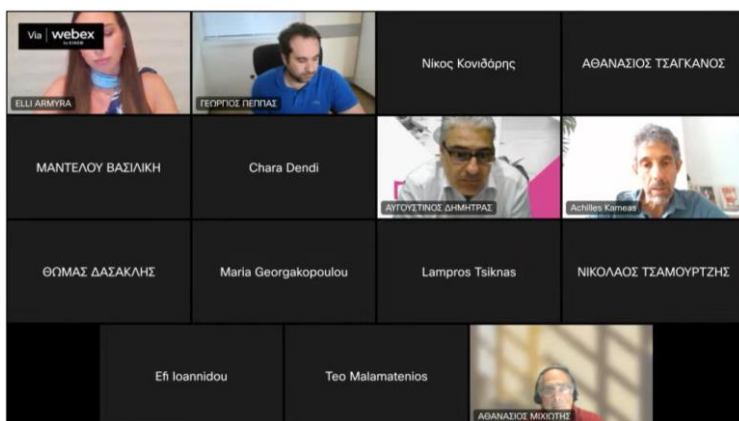 Via webex
ELLI ARMYRA
ΓΕΩΡΓΙΟΣ ΠΕΠΠΑΣ
Νίκος Κονιδάρης
ΑΘΑΝΑΣΙΟΣ ΤΣΑΓΚΑΝΟΣ
ΜΑΝΤΕΛΟΥ ΒΑΣΙΛΙΚΗ
Chara Dendi
ΑΥΓΟΥΣΤΙΝΟΣ ΔΗΜΗΤΡΑΣ
Achilles Kameas
ΘΩΜΑΣ ΔΑΣΑΚΛΗΣ
Maria Georgakopoulou
Lampros Tsiknas
ΝΙΚΟΛΑΟΣ ΤΣΑΜΟΥΡΤΖΗΣ
Efi Ioannidou
Teo Malamatenios
ΑΘΑΝΑΣΙΟΣ ΜΙΧΙΩΤΗΣ